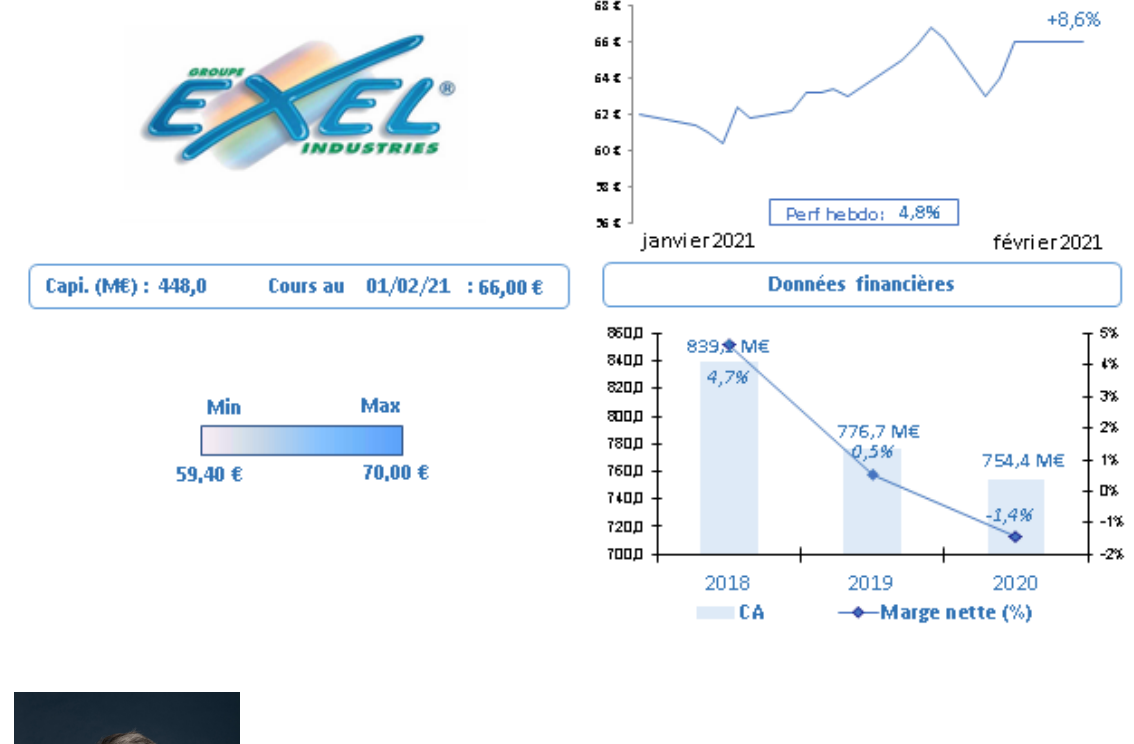 GROUPE
EXEL®
INDUSTRIES
68 €
66 €
64 €
62 €
60 €
58 €
56 €
+8,6%
Perf hebdo: 4,8%
janvier 2021
février 2021
Capi. (M€) : 448,0 Cours au 01/02/21 : 66,00 €
Données financières
Min Max
59,40 € 70,00 €
860,0
840,0
820,0
800,0
780,0
760,0
740,0
720,0
700,0
5%
4%
3%
2%
1%
0%
-1%
-2%
M€
4,7%
776,7 M€
0,5%
754,4 M€
-1,4%
2018 2019 2020
CA Marge nette (%)